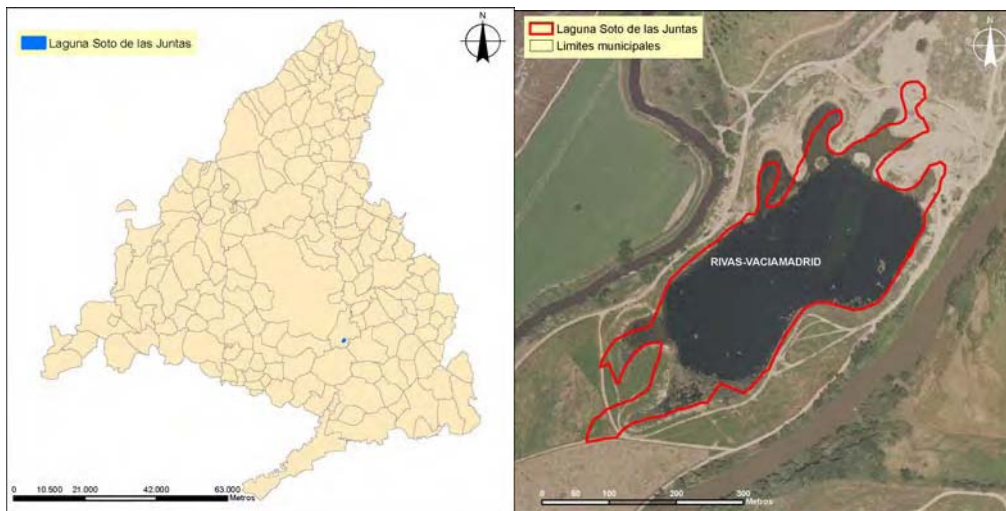 Laguna Soto de las Juntas
N
0 10.500 21.000 42.000 63.000
Metros
Laguna Soto de las Juntas
Limites municipales
N
RIVAS-VACIAMADRID
0 100 200 300
Metros